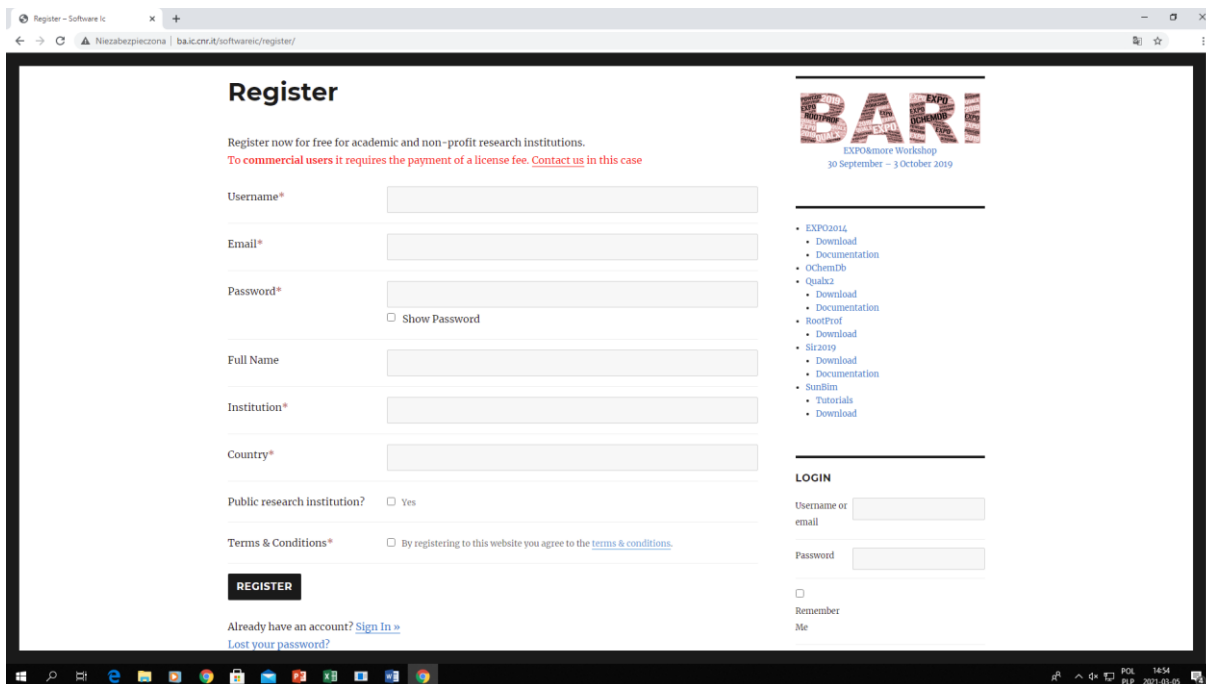 Register – Software Ic
Niezabezpieczona | ba.ic.cnr.it/softwareic/register/
Register
Register now for free for academic and non-profit research institutions.
To commercial users it requires the payment of a license fee. Contact us in this case
Username*
Email*
Password*
Show Password
Full Name
Institution*
Country*
Public research institution?
Yes
Terms & Conditions*
By registering to this website you agree to the terms & conditions.
REGISTER
Already have an account? Sign In »
Lost your password?
BARI
EXPO
ROOTPROF
OCHEMDB
EXPO
EXPO&more Workshop
30 September – 3 October 2019
EXPO2014
Download
Documentation
OChemDb
Qualx2
Download
Documentation
RootProf
Download
Sir2019
Download
Documentation
SunBim
Tutorials
Download
LOGIN
Username or
email
Password
Remember
Me
POL
PLP
14:54
2021-03-05